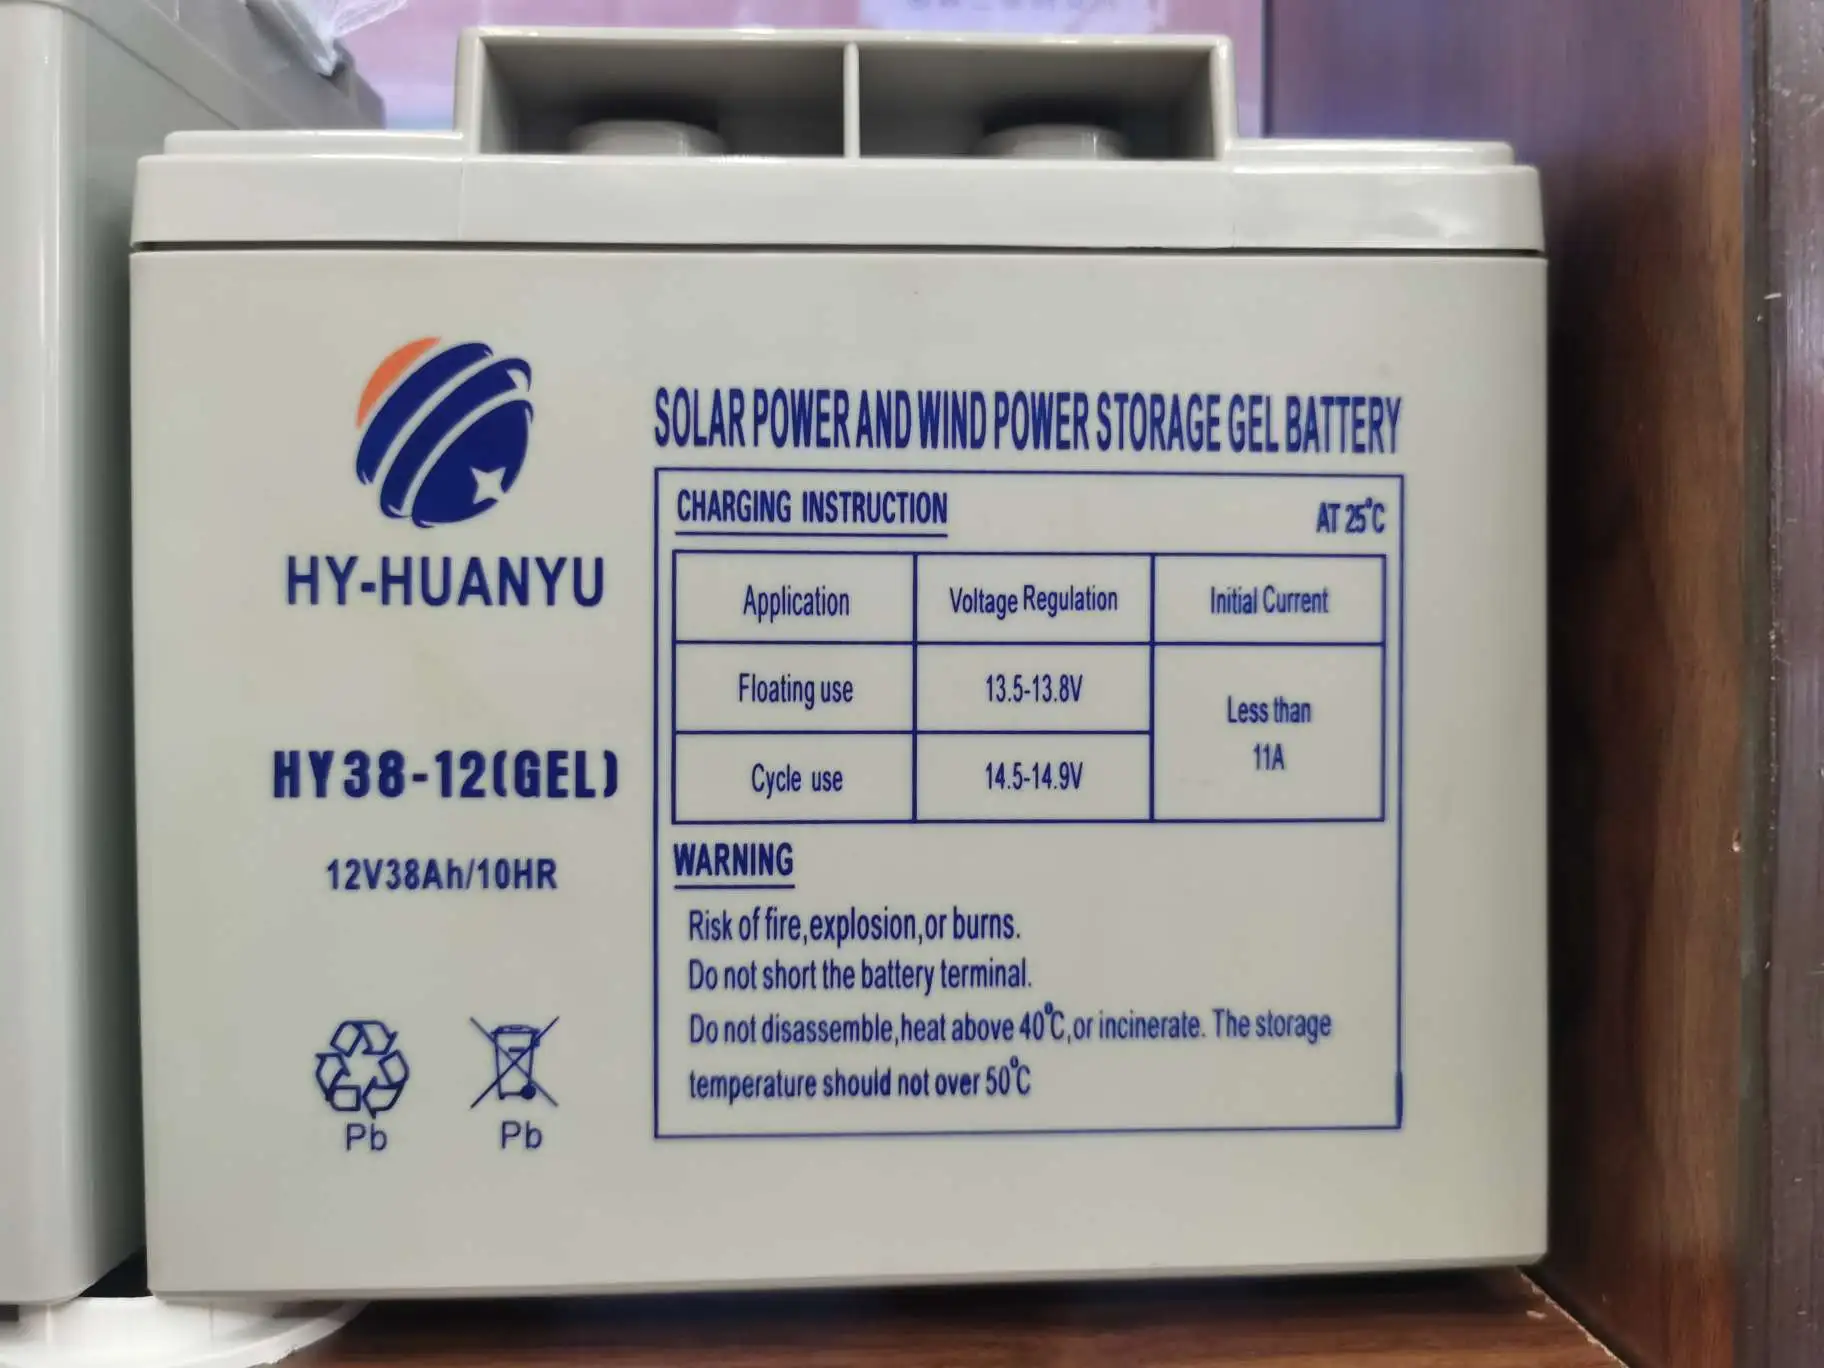 HY-HUANYU
HY38-12(GEL)
12V38Ah/10HR
Pb
Pb
SOLAR POWER AND WIND POWER STORAGE GEL BATTERY
CHARGING INSTRUCTION
AT 25°C
Application
Voltage Regulation
Initial Current
Floating use
13.5-13.8V
Less than
11A
Cycle use
14.5-14.9V
WARNING
Risk of fire,explosion,or burns.
Do not short the battery terminal.
Do not disassemble,heat above 40°C,or incinerate. The storage
temperature should not over 50°C